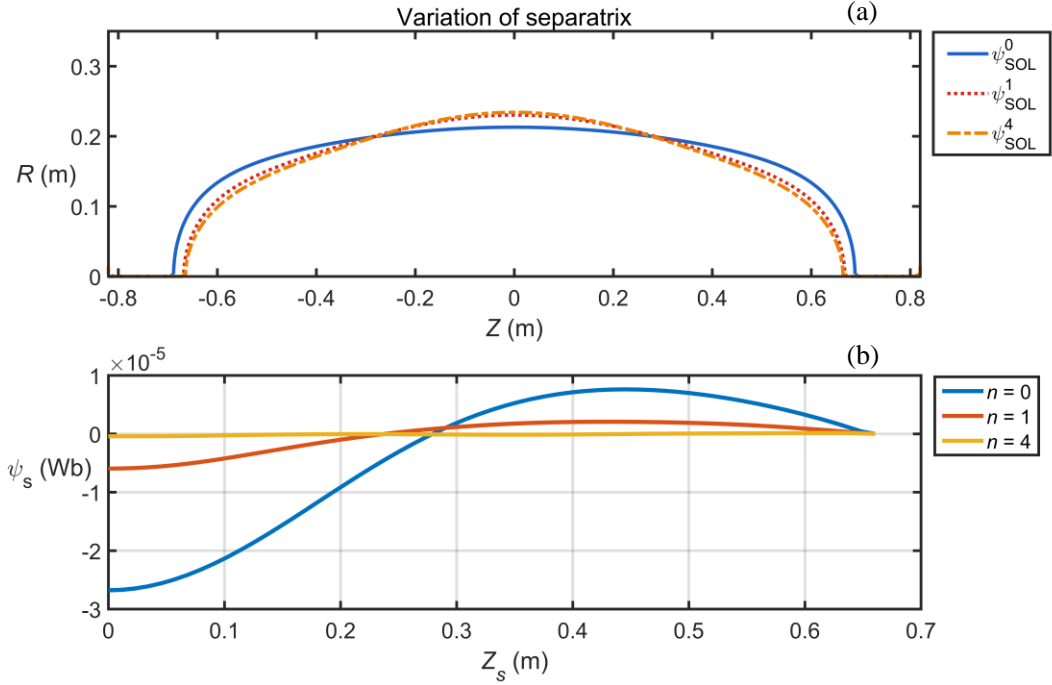 Variation of separatrix
(a)
0.3
0.2
0.1
0
R (m)
-0.8 -0.6 -0.4 -0.2 0 0.2 0.4 0.6 0.8
Z (m)
ψ⁰SOL
ψ¹SOL
ψ⁴SOL
×10⁻⁵
(b)
1
0
-1
-2
-3
ψs (Wb)
0 0.1 0.2 0.3 0.4 0.5 0.6 0.7
Zs (m)
n = 0
n = 1
n = 4